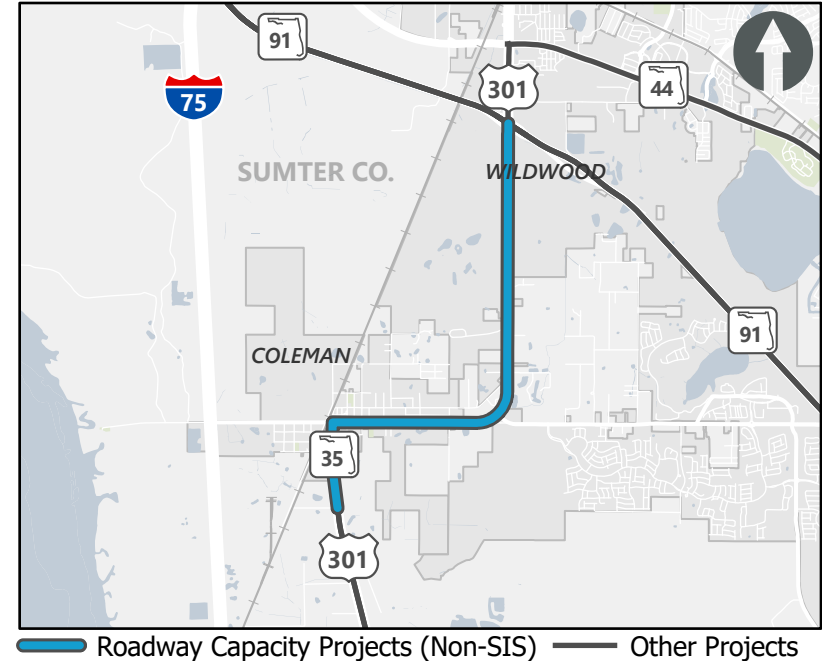 91
301
44
75
SUMTER CO.
WILDWOOD
91
COLEMAN
35
301
Roadway Capacity Projects (Non-SIS) Other Projects